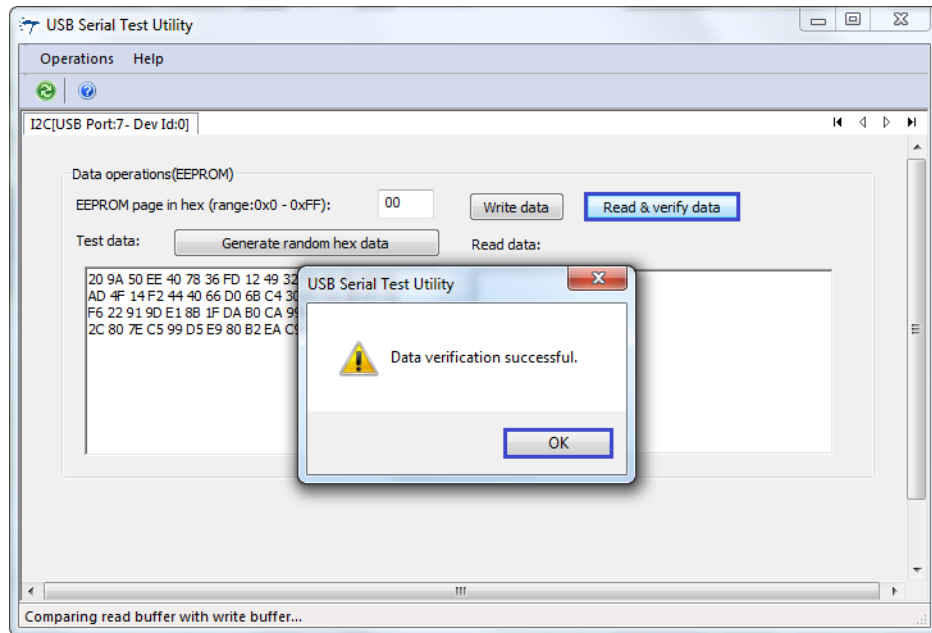 USB Serial Test Utility
Operations Help
I2C[USB Port:7- Dev Id:0]
Data operations(EEPROM)
EEPROM page in hex (range:0x0 - 0xFF): 00 Write data Read & verify data
Test data: Generate random hex data Read data:
20 9A 50 EE 40 78 36 FD 12 49 32
AD 4F 14 F2 44 40 66 D0 6B C4 30
F6 22 91 9D E1 8B 1F DA B0 CA 99
2C 80 7E C5 99 D5 E9 80 B2 EA C9
USB Serial Test Utility
Data verification successful.
OK
Comparing read buffer with write buffer...